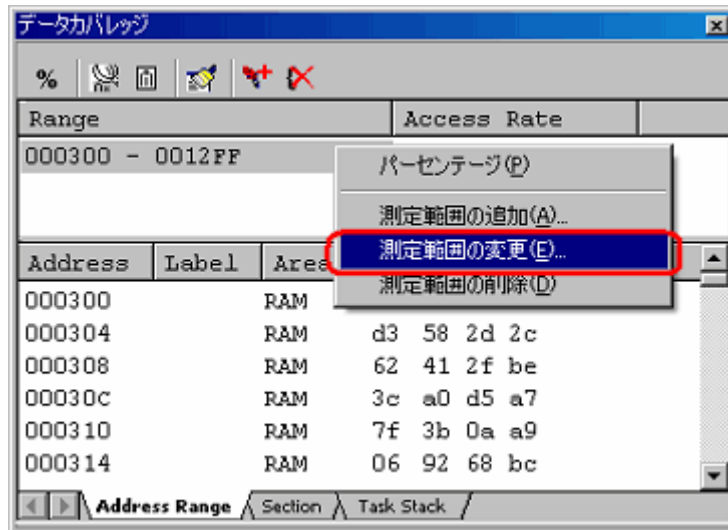 データカバレッジ
%
Range Access Rate
000300 - 0012FF
パーセンテージ(P)
測定範囲の追加(A)...
測定範囲の変更(E)...
測定範囲の削除(D)
Address Label Area
000300 RAM
000304 RAM d3 58 2d 2c
000308 RAM 62 41 2f be
00030C RAM 3c a0 d5 a7
000310 RAM 7f 3b 0a a9
000314 RAM 06 92 68 bc
Address Range Section Task Stack